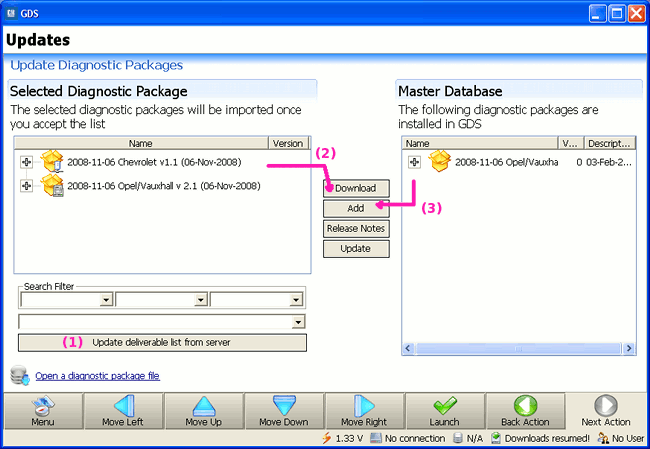 GDS
Updates
Update Diagnostic Packages
Selected Diagnostic Package
The selected diagnostic packages will be imported once
you accept the list
Name Version
2008-11-06 Chevrolet v1.1 (06-Nov-2008)
2008-11-06 Opel/Vauxhall v 2.1 (06-Nov-2008)
(2)
Download
Add
(3)
Release Notes
Update
Master Database
The following diagnostic packages are
installed in GDS
Name V... Descript...
2008-11-06 Opel/Vauxha 0 03-Feb-2...
Search Filter
(1) Update deliverable list from server
Open a diagnostic package file
Menu Move Left Move Up Move Down Move Right Launch Back Action Next Action
1.33 V No connection N/A Downloads resumed! No User